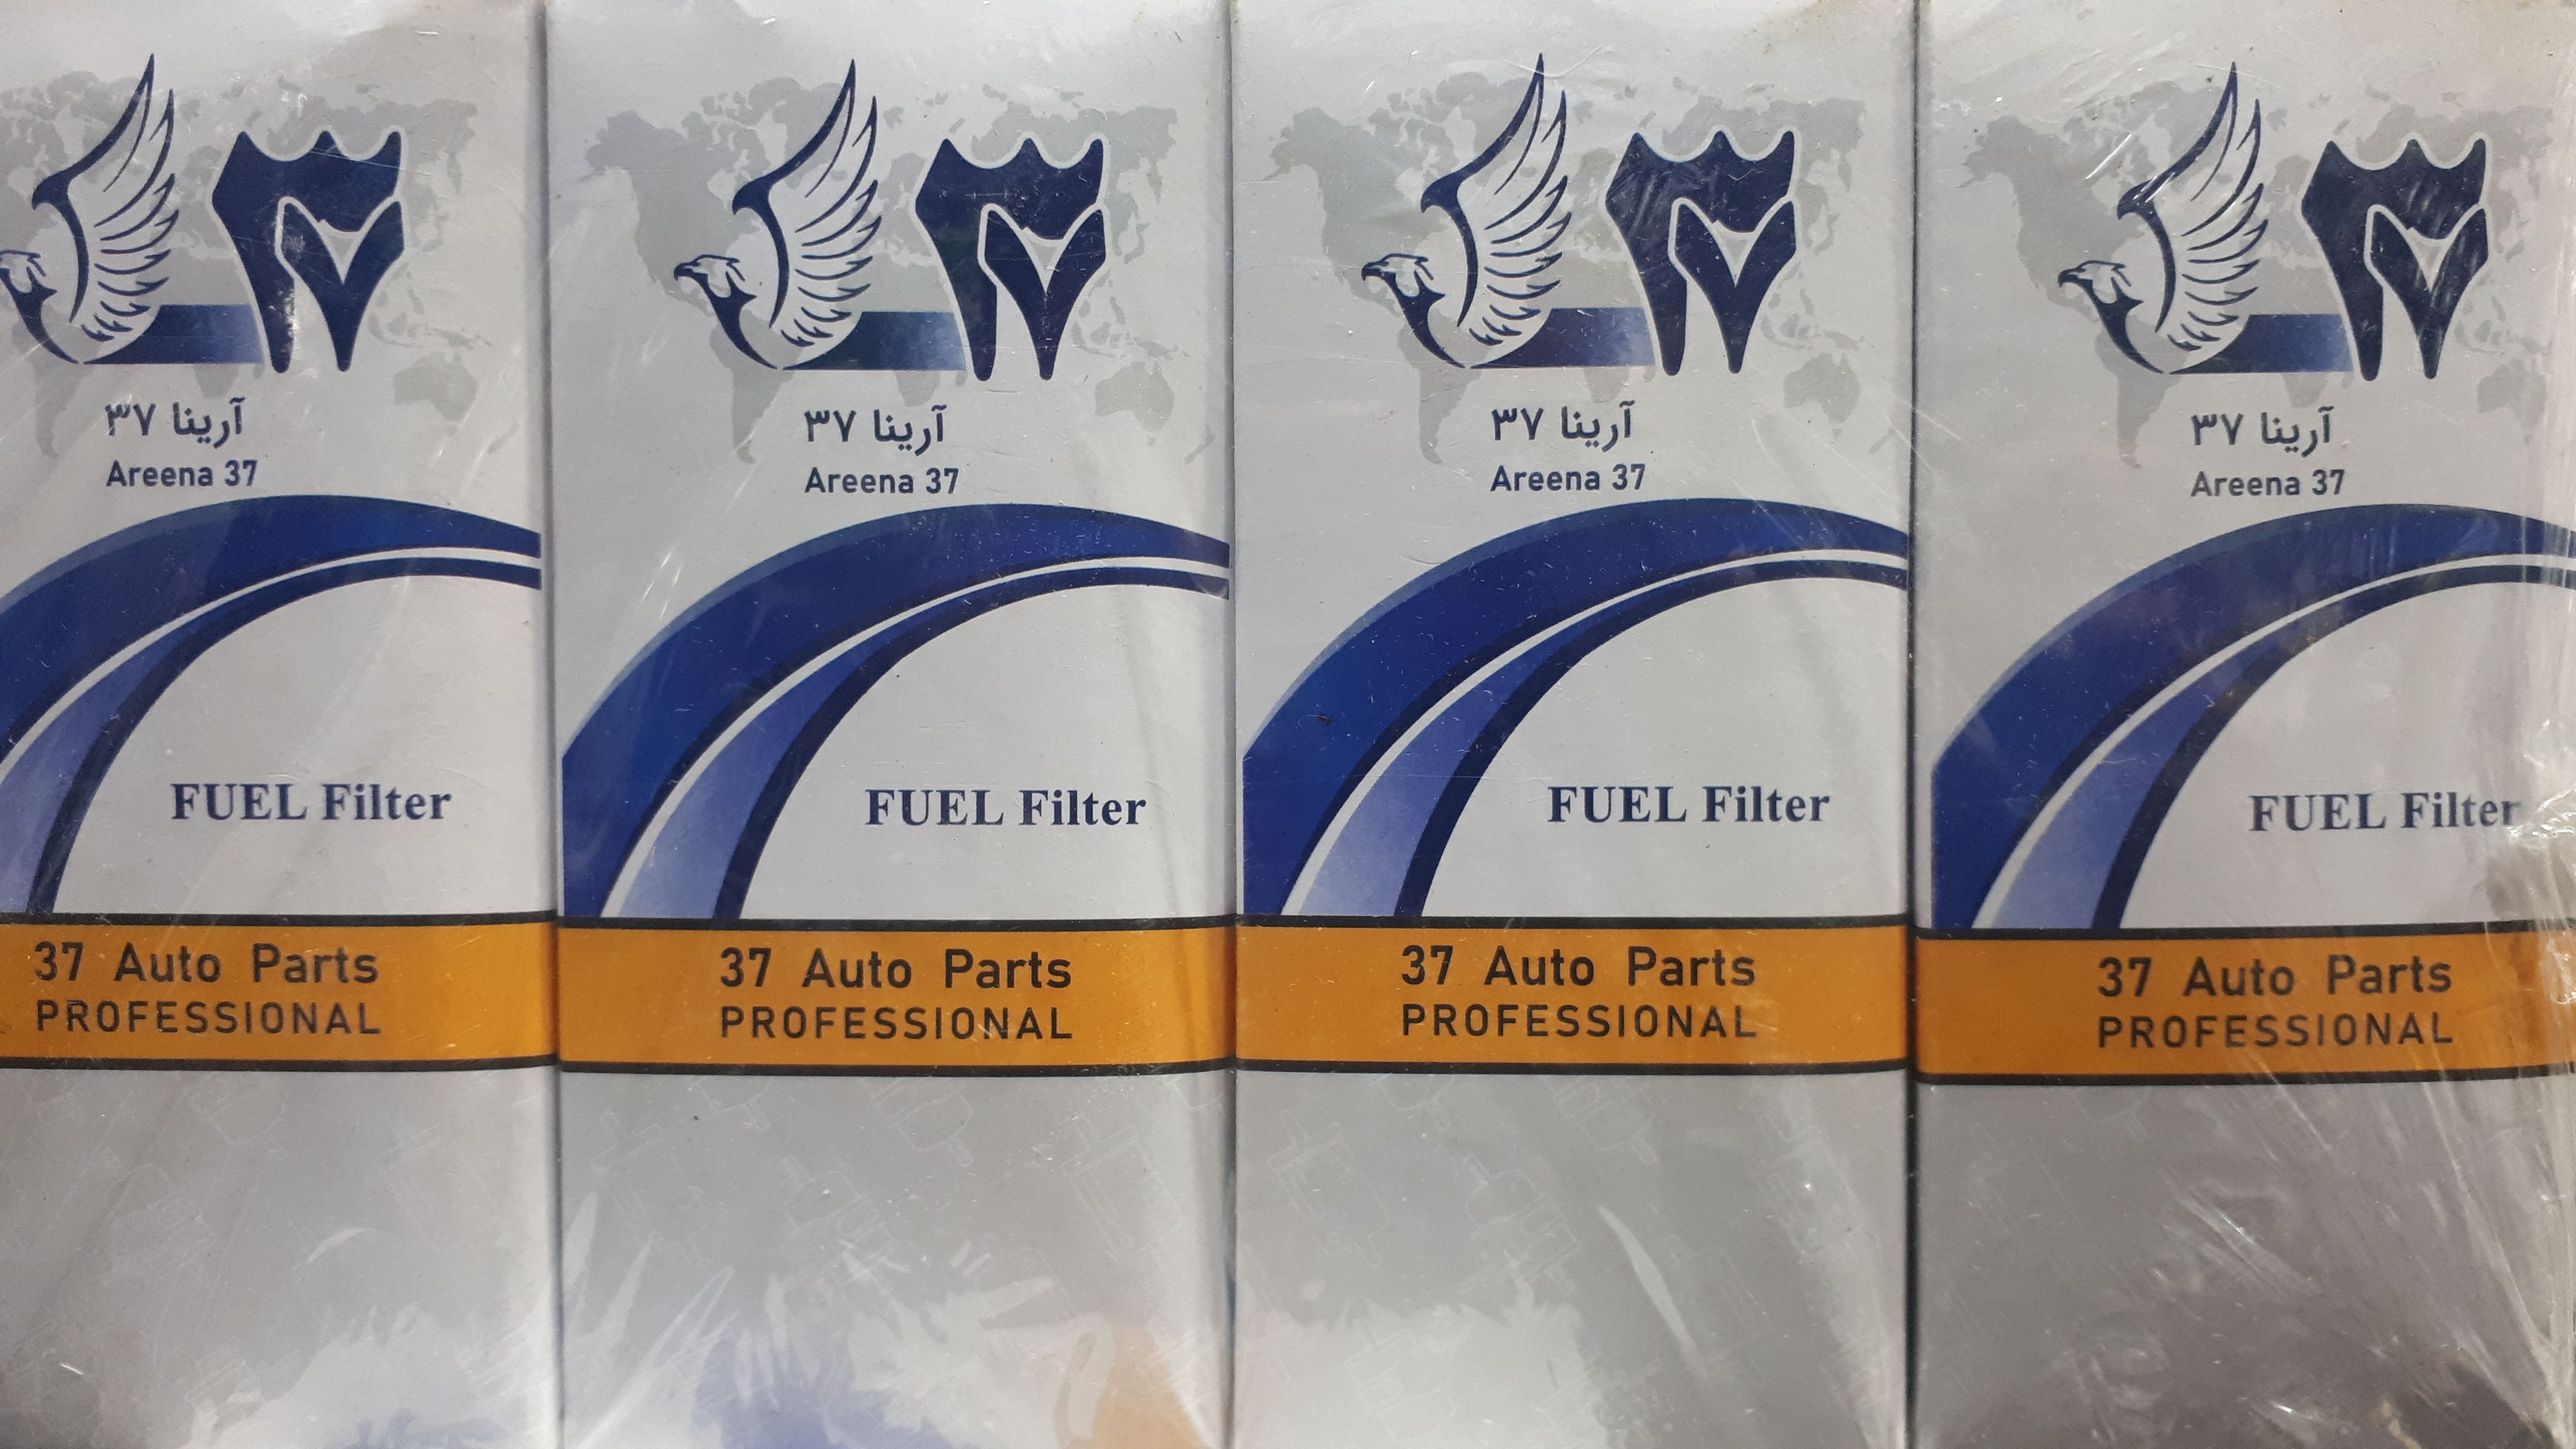 ۳۷
آرینا ۳۷
Areena 37
FUEL Filter
37 Auto Parts
PROFESSIONAL
۳۷
آرینا ۳۷
Areena 37
FUEL Filter
37 Auto Parts
PROFESSIONAL
۳۷
آرینا ۳۷
Areena 37
FUEL Filter
37 Auto Parts
PROFESSIONAL
۳۷
آرینا ۳۷
Areena 37
FUEL Filter
37 Auto Parts
PROFESSIONAL